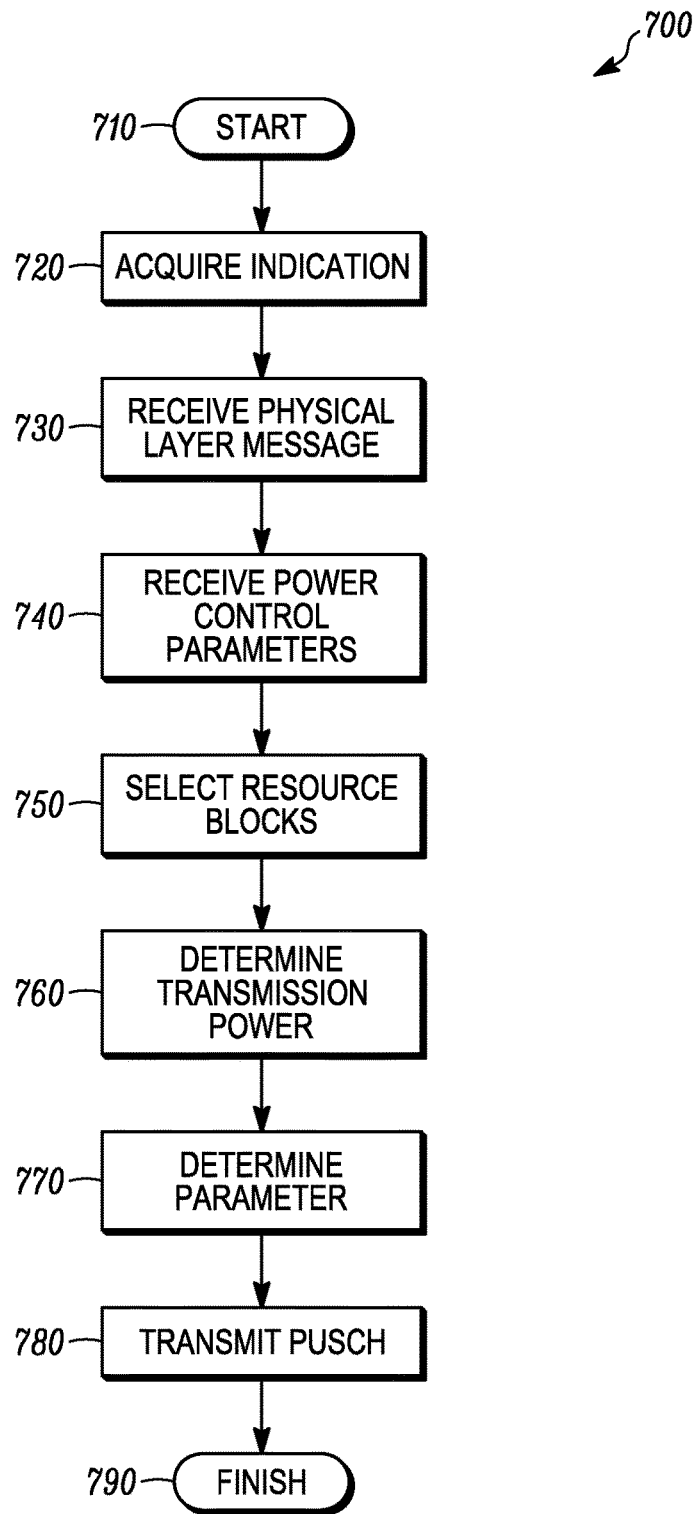 700
710
START
720
ACQUIRE INDICATION
730
RECEIVE PHYSICAL
LAYER MESSAGE
740
RECEIVE POWER
CONTROL
PARAMETERS
750
SELECT RESOURCE
BLOCKS
760
DETERMINE
TRANSMISSION
POWER
770
DETERMINE
PARAMETER
780
TRANSMIT PUSCH
790
FINISH